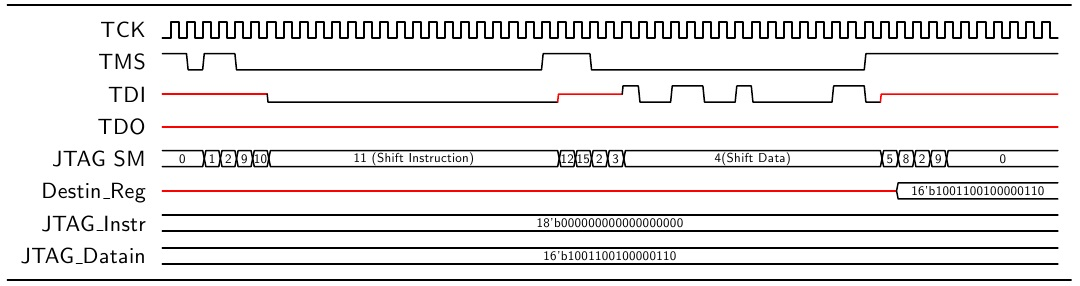 TCK
TMS
TDI
TDO
JTAG SM 0 1 2 9 10 11 (Shift Instruction) 12 15 2 3 4(Shift Data) 5 8 2 9 0
Destin_Reg 16'b1001100100000110
JTAG_Instr 18'b000000000000000000
JTAG_Datain 16'b1001100100000110